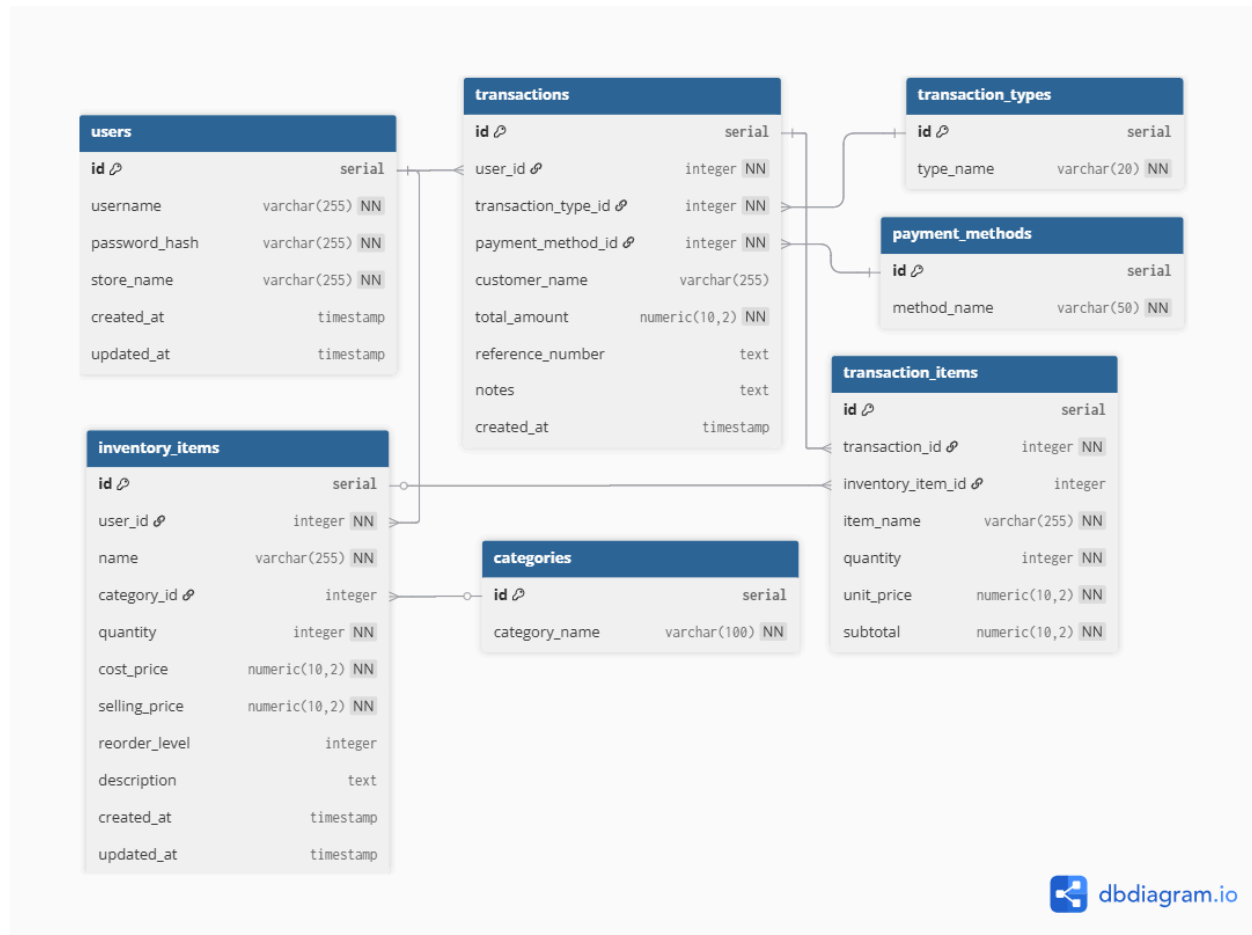 users
id serial
username varchar(255) NN
password_hash varchar(255) NN
store_name varchar(255) NN
created_at timestamp
updated_at timestamp
transactions
id serial
user_id integer NN
transaction_type_id integer NN
payment_method_id integer NN
customer_name varchar(255)
total_amount numeric(10,2) NN
reference_number text
notes text
created_at timestamp
transaction_types
id serial
type_name varchar(20) NN
payment_methods
id serial
method_name varchar(50) NN
transaction_items
id serial
transaction_id integer NN
inventory_item_id integer
item_name varchar(255) NN
quantity integer NN
unit_price numeric(10,2) NN
subtotal numeric(10,2) NN
inventory_items
id serial
user_id integer NN
name varchar(255) NN
category_id integer
quantity integer NN
cost_price numeric(10,2) NN
selling_price numeric(10,2) NN
reorder_level integer
description text
created_at timestamp
updated_at timestamp
categories
id serial
category_name varchar(100) NN
dbdiagram.io